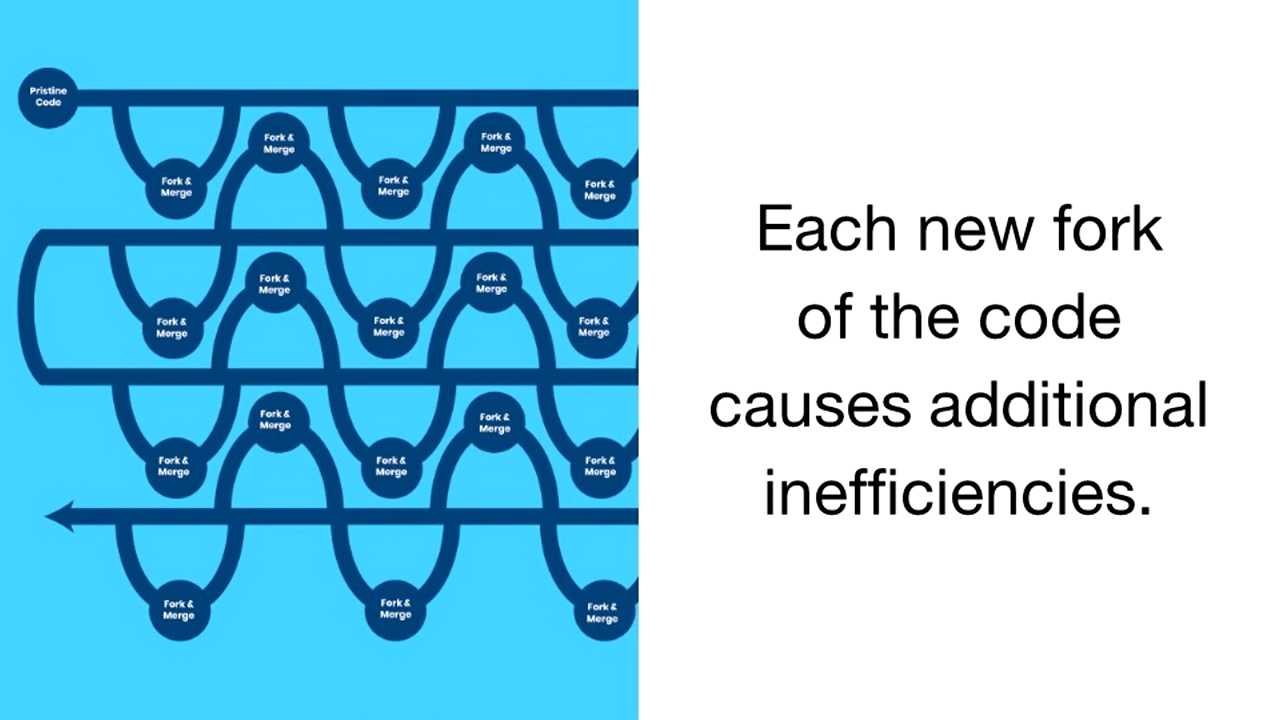 Pristine
Code
Fork &
Merge
Fork &
Merge
Fork &
Merge
Fork &
Merge
Fork &
Merge
Fork &
Merge
Fork &
Merge
Fork &
Merge
Fork &
Merge
Fork &
Merge
Fork &
Merge
Fork &
Merge
Fork &
Merge
Fork &
Merge
Fork &
Merge
Fork &
Merge
Fork &
Merge
Fork &
Merge
Each new fork
of the code
causes additional
inefficiencies.